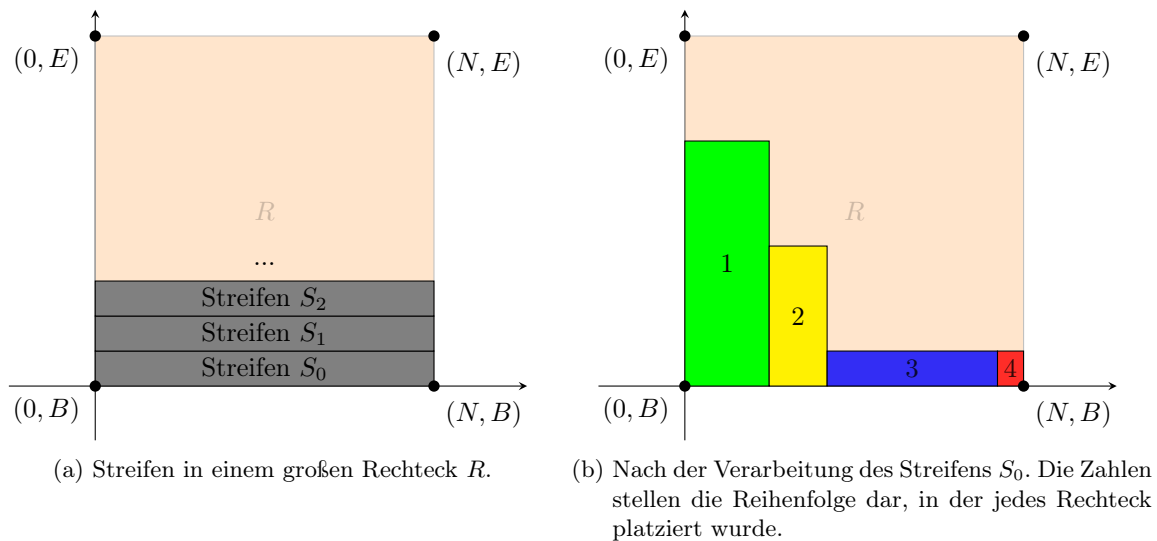 (0, E)
(N, E)
R
...
Streifen S₂
Streifen S₁
Streifen S₀
(0, B)
(N, B)
(a) Streifen in einem großen Rechteck R.
(0, E)
(N, E)
R
1
2
3
4
(0, B)
(N, B)
(b) Nach der Verarbeitung des Streifens S₀. Die Zahlen
stellen die Reihenfolge dar, in der jedes Rechteck
platziert wurde.